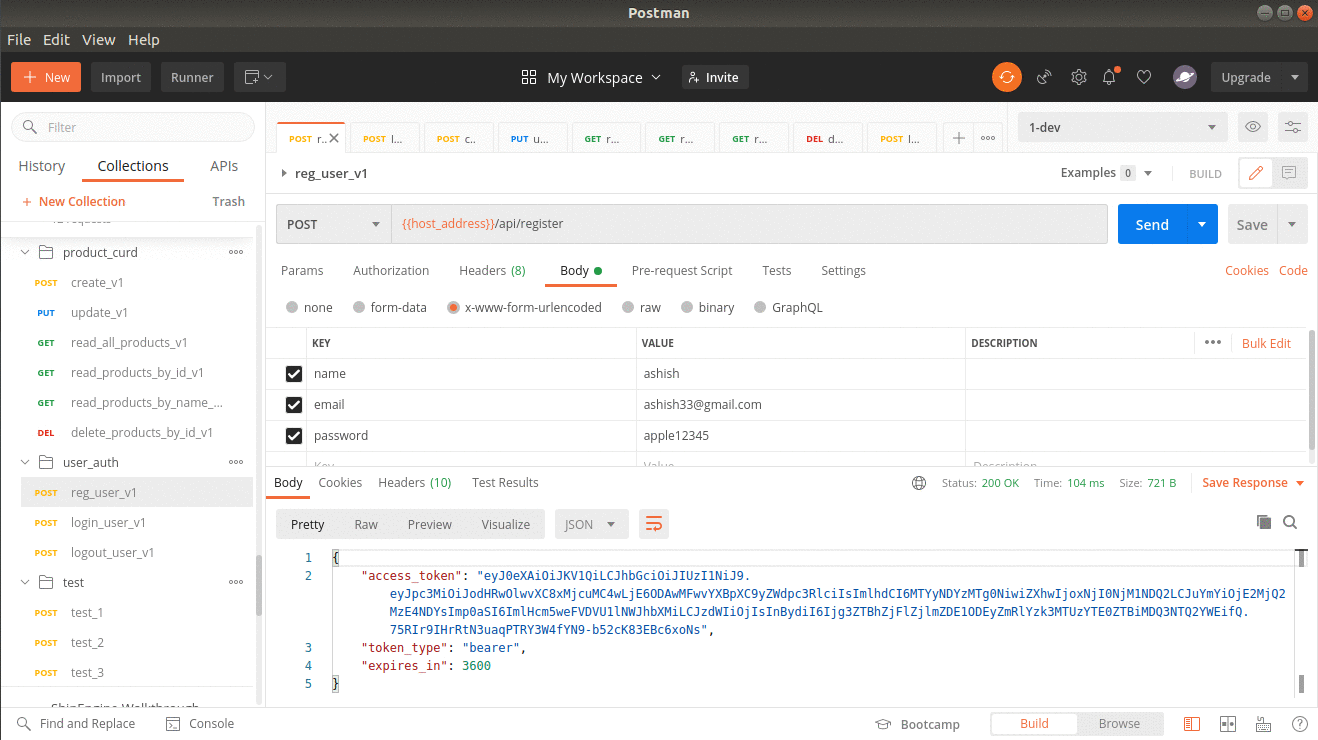 Postman
File Edit View Help
New Import Runner My Workspace Invite Upgrade
Filter
History Collections APIs
New Collection Trash
product_curd
POST create_v1
PUT update_v1
GET read_all_products_v1
GET read_products_by_id_v1
GET read_products_by_name_...
DEL delete_products_by_id_v1
user_auth
POST reg_user_v1
POST login_user_v1
POST logout_user_v1
test
POST test_1
POST test_2
POST test_3
POST r.. POST l... POST c.. PUT u... GET r... GET r... GET r... DEL d... POST l... 1-dev
reg_user_v1 Examples 0 BUILD
POST {{host_address}}/api/register Send Save
Params Authorization Headers (8) Body Pre-request Script Tests Settings Cookies Code
none form-data x-www-form-urlencoded raw binary GraphQL
KEY VALUE DESCRIPTION Bulk Edit
name ashish
email ashish33@gmail.com
password apple12345
Key Value Description
Body Cookies Headers (10) Test Results Status: 200 OK Time: 104 ms Size: 721 B Save Response
Pretty Raw Preview Visualize JSON
1 {
2 "access_token": "eyJ0eXAiOiJKV1QiLCJhbGciOiJIUzI1NiJ9.
eyJpc3MiOiJodHRwOlwvXC8xMjcuMC4wLjE6ODAwMFwvYXBpXC9yZWdpc3RlciIsImlhdCI6MTYyNDYzMTg0NiwiZXhwIjoxNjI0NjM1NDQ2LCJuYmYiOjE2MjQ2
MzE4NDYsImp0aSI6ImlHcm5weFVDVU1lNWJhbXMiLCJzdWIiOjIsInBydiI6Ijg3ZTBhZjFlZjlmZDE1ODEyZmRlYzk3MTUzYTE0ZTBiMDQ3NTQ2YWEifQ.
75RIr9IHrRtN3uaqPTRY3W4fYN9-b52cK83EBc6xoNs",
3 "token_type": "bearer",
4 "expires_in": 3600
5 }
Find and Replace Console Bootcamp Build Browse